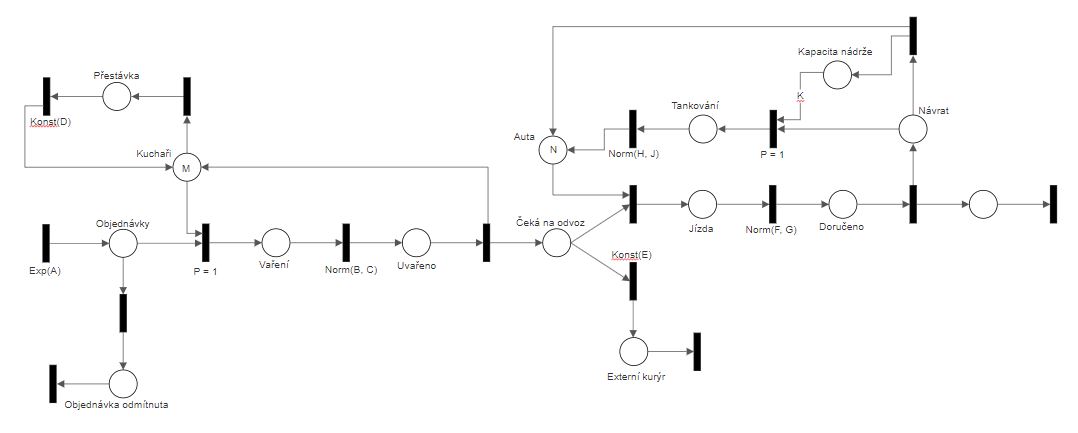 Kapacita nádrže
Přestávka
K
Tankování
Návrat
Konst(D)
Auta
N
Norm(H, J)
P = 1
Kuchaři
M
Objednávky
Čeká na odvoz
Jízda
Norm(F, G)
Doručeno
Exp(A)
P = 1
Vaření
Norm(B, C)
Uvařeno
Konst(E)
Externí kurýr
Objednávka odmítnuta